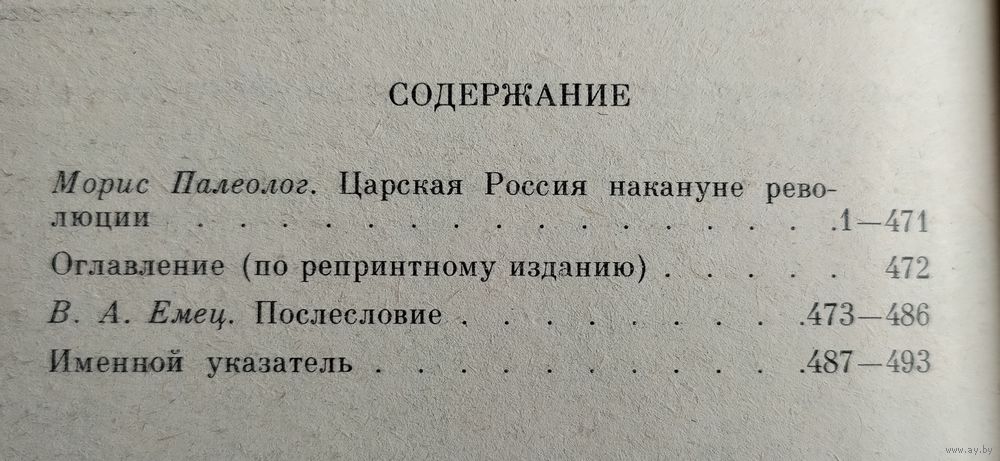 СОДЕРЖАНИЕ
Морис Палеолог. Царская Россия накануне рево-
люции . . . . . . . . . . . . . . . .1—471
Оглавление (по репринтному изданию) . . . . . 472
В. А. Емец. Послесловие . . . . . . . .473—486
Именной указатель . . . . . . . . . . .487—493
www.ay.by